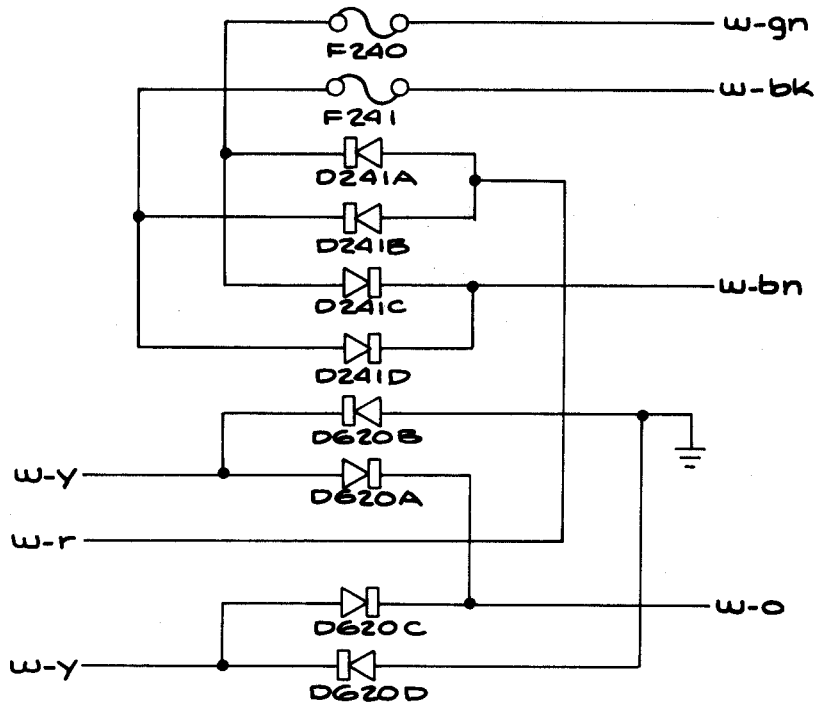 w-gn
F240
w-bk
F241
D241A
D241B
w-bn
D241C
D241D
D620B
w-y
D620A
w-r
w-o
D620C
w-y
D620D